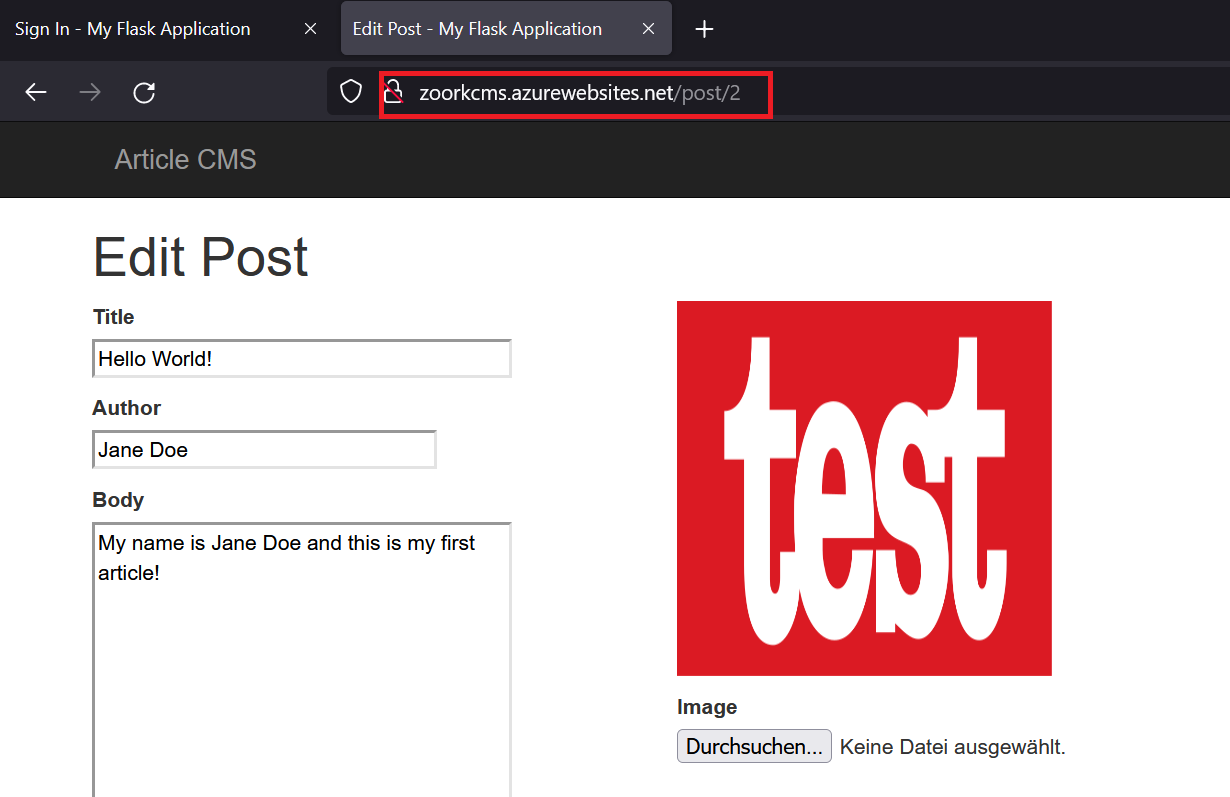 Sign In - My Flask Application
Edit Post - My Flask Application
zoorkcms.azurewebsites.net/post/2
Article CMS
Edit Post
Title
Hello World!
Author
Jane Doe
Body
My name is Jane Doe and this is my first
article!
test
Image
Durchsuchen... Keine Datei ausgewählt.